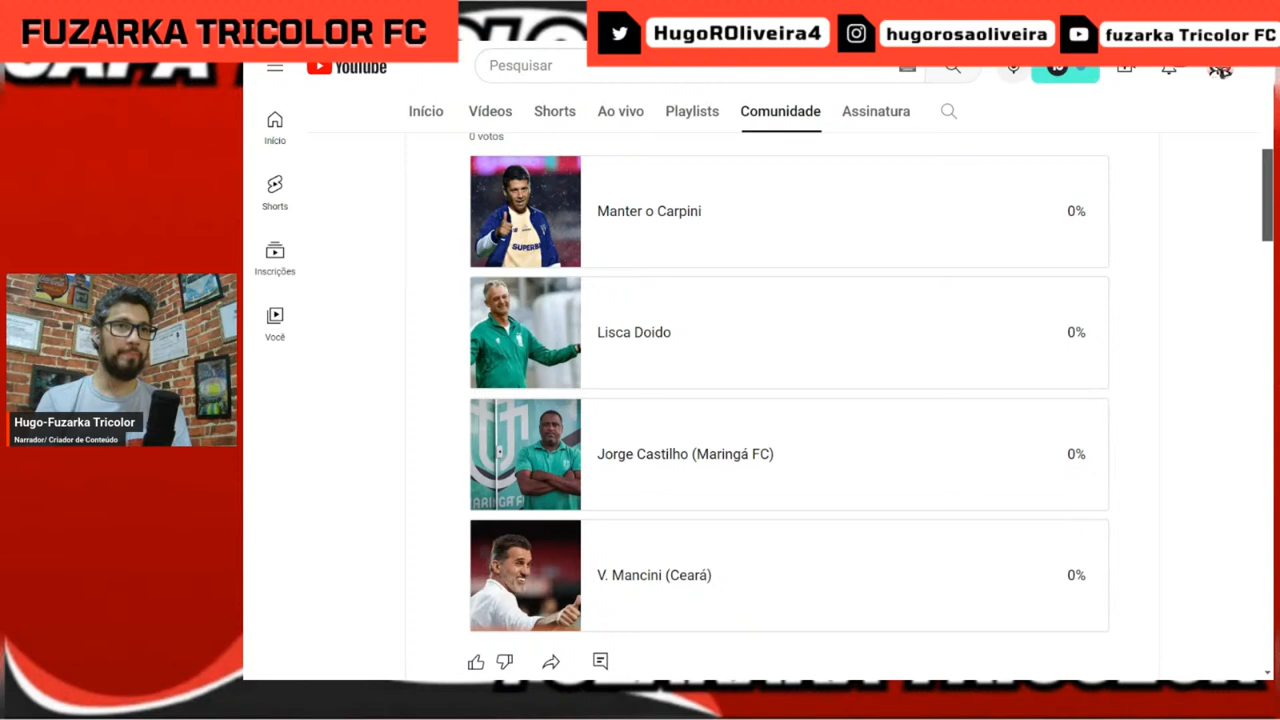 FUZARKA TRICOLOR FC
HugoROliveira4
hugorosaoliveira
fuzarka Tricolor FC
YouTube
Pesquisar
Início
Vídeos
Shorts
Ao vivo
Playlists
Comunidade
Assinatura
0 votos
Início
Shorts
Inscrições
Você
Manter o Carpini
0%
SUPERBE
Lisca Doido
0%
Jorge Castilho (Maringá FC)
0%
V. Mancini (Ceará)
0%
Hugo-Fuzarka Tricolor
Narrador/ Criador de Conteúdo